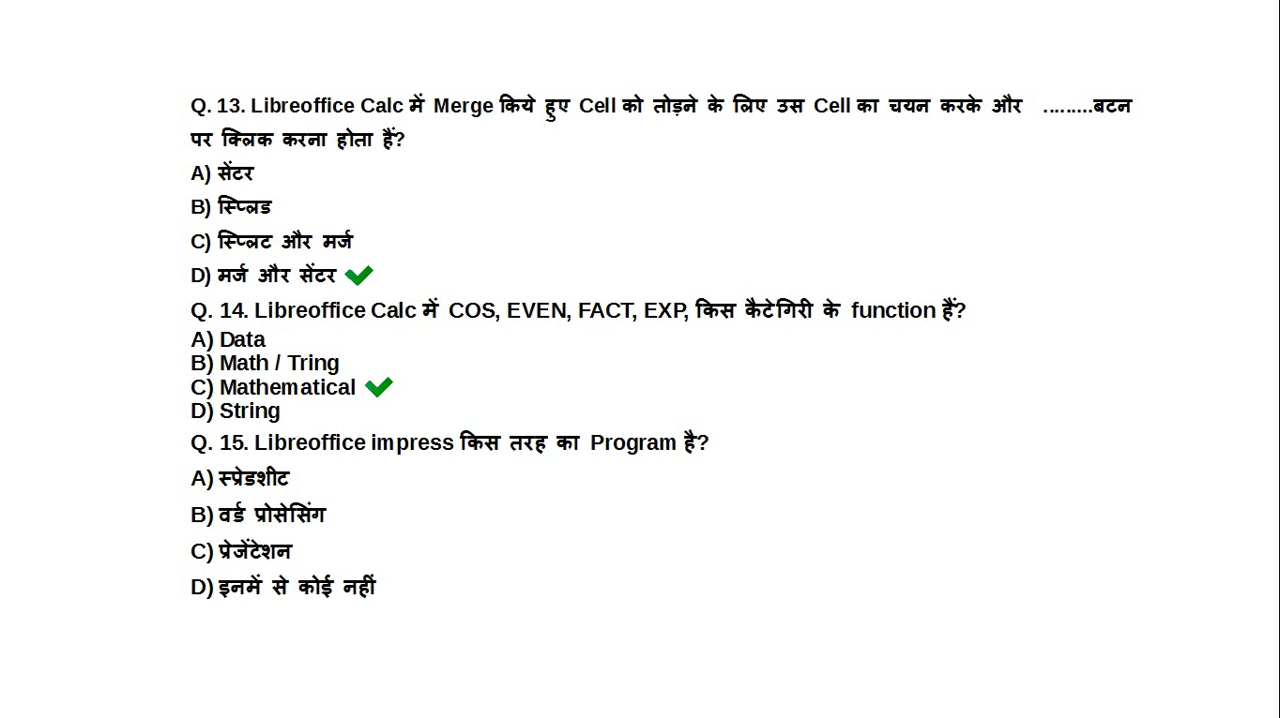 Q. 13. Libreoffice Calc में Merge किये हुए Cell को तोड़ने के लिए उस Cell का चयन करके और .........बटन
पर क्लिक करना होता हैं?
A) सेंटर
B) स्प्लिड
C) स्प्लिट और मर्ज
D) मर्ज और सेंटर ✔
Q. 14. Libreoffice Calc में COS, EVEN, FACT, EXP, किस कैटेगिरी के function हैं?
A) Data
B) Math / Tring
C) Mathematical ✔
D) String
Q. 15. Libreoffice impress किस तरह का Program है?
A) स्प्रेडशीट
B) वर्ड प्रोसेसिंग
C) प्रेजेंटेशन
D) इनमें से कोई नहीं